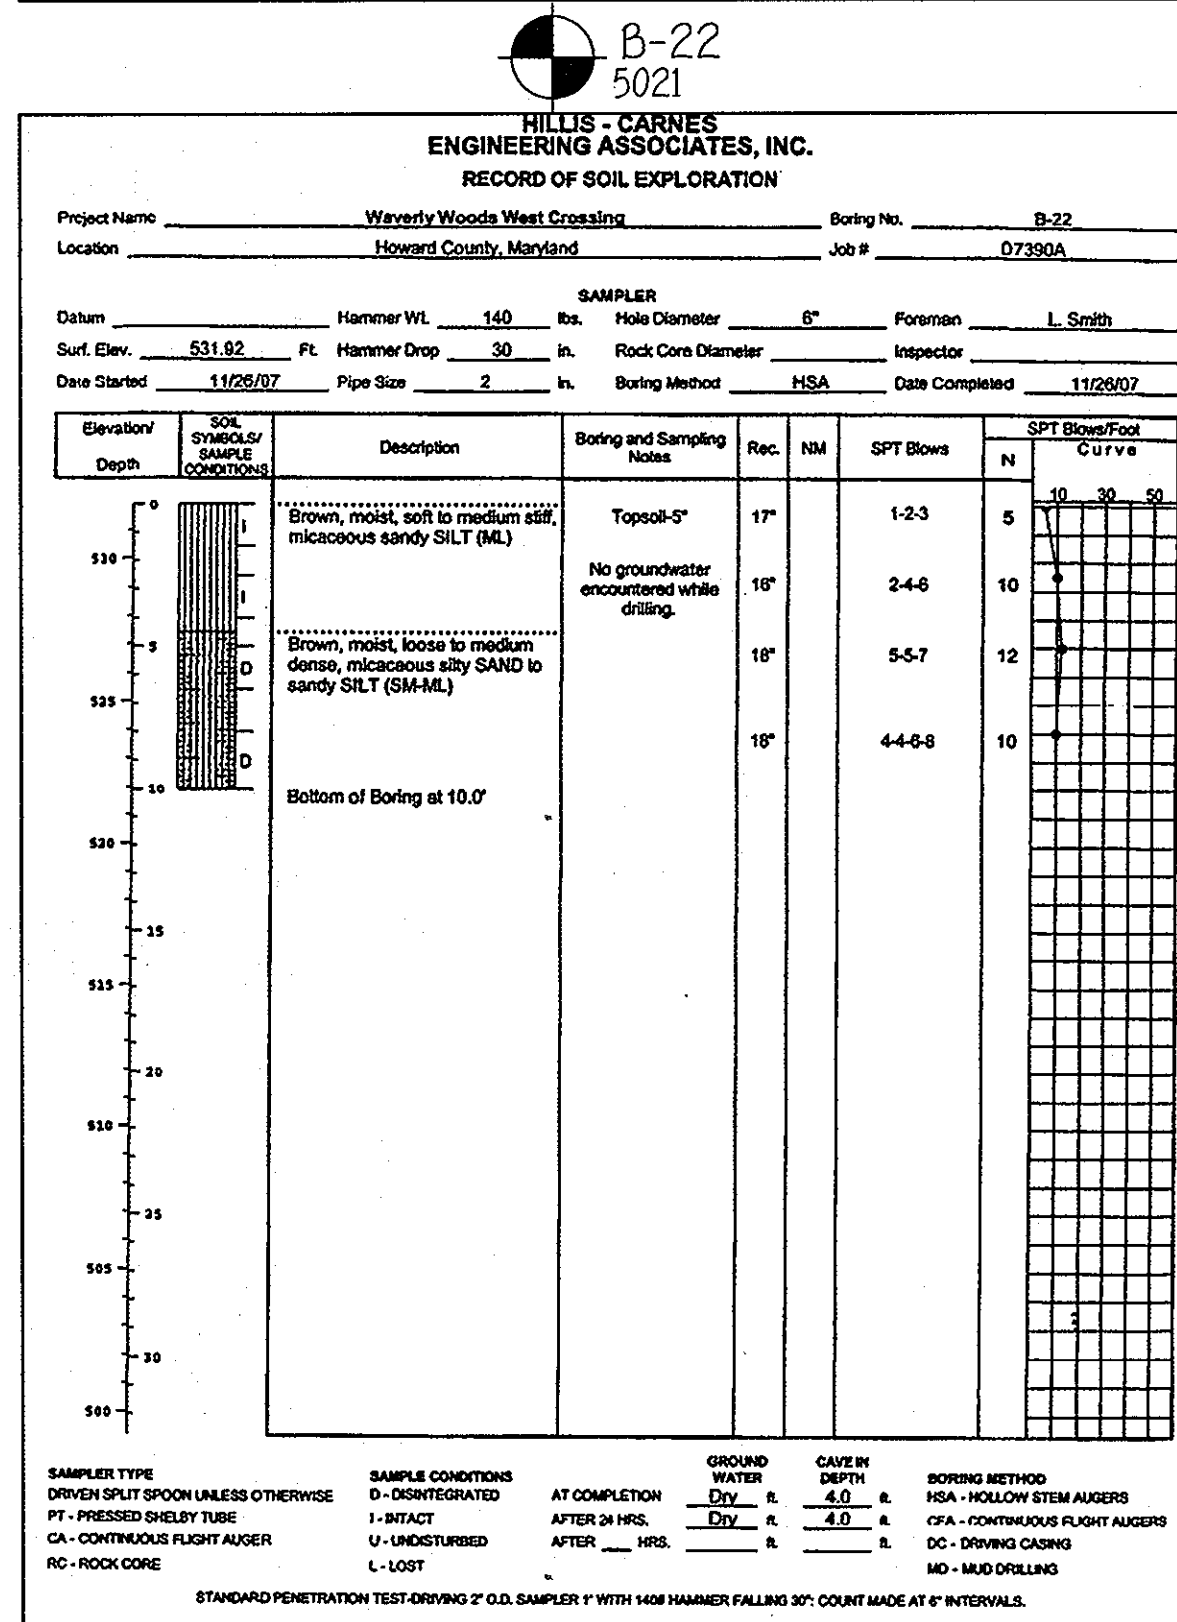 B-22
5021
HILLIS - CARNES
ENGINEERING ASSOCIATES, INC.
RECORD OF SOIL EXPLORATION
Project Name Waverly Woods West Crossing Boring No. B-22
Location Howard County, Maryland Job # D7390A
SAMPLER
Datum Hammer Wt. 140 lbs. Hole Diameter 6" Foreman L. Smith
Surf. Elev. 531.92 Ft. Hammer Drop 30 in. Rock Core Diameter Inspector
Date Started 11/26/07 Pipe Size 2 in. Boring Method HSA Date Completed 11/26/07
Elevation/ Depth SOIL SYMBOLS/ SAMPLE CONDITIONS Description Boring and Sampling Notes Rec. NM SPT Blows SPT Blows/Foot
N Curve
10 30 50
0 I Brown, moist, soft to medium stiff, Topsoil-5" 17" 1-2-3 5
micaceous sandy SILT (ML)
530
No groundwater
I encountered while 16" 2-4-6 10
drilling.
5 Brown, moist, loose to medium 18" 5-5-7 12
D dense, micaceous silty SAND to
sandy SILT (SM-ML)
525
18" 4-4-6-8 10
D
10 Bottom of Boring at 10.0'
520
15
515
20
510
25
505
30
500
SAMPLER TYPE SAMPLE CONDITIONS GROUND WATER CAVE IN DEPTH BORING METHOD
DRIVEN SPLIT SPOON UNLESS OTHERWISE D - DISINTEGRATED AT COMPLETION Dry ft. 4.0 ft. HSA - HOLLOW STEM AUGERS
PT - PRESSED SHELBY TUBE I - INTACT AFTER 24 HRS. Dry ft. 4.0 ft. CFA - CONTINUOUS FLIGHT AUGERS
CA - CONTINUOUS FLIGHT AUGER U - UNDISTURBED AFTER ___ HRS. ft. ft. DC - DRIVING CASING
RC - ROCK CORE L - LOST MD - MUD DRILLING
STANDARD PENETRATION TEST-DRIVING 2" O.D. SAMPLER 1' WITH 140# HAMMER FALLING 30": COUNT MADE AT 6" INTERVALS.